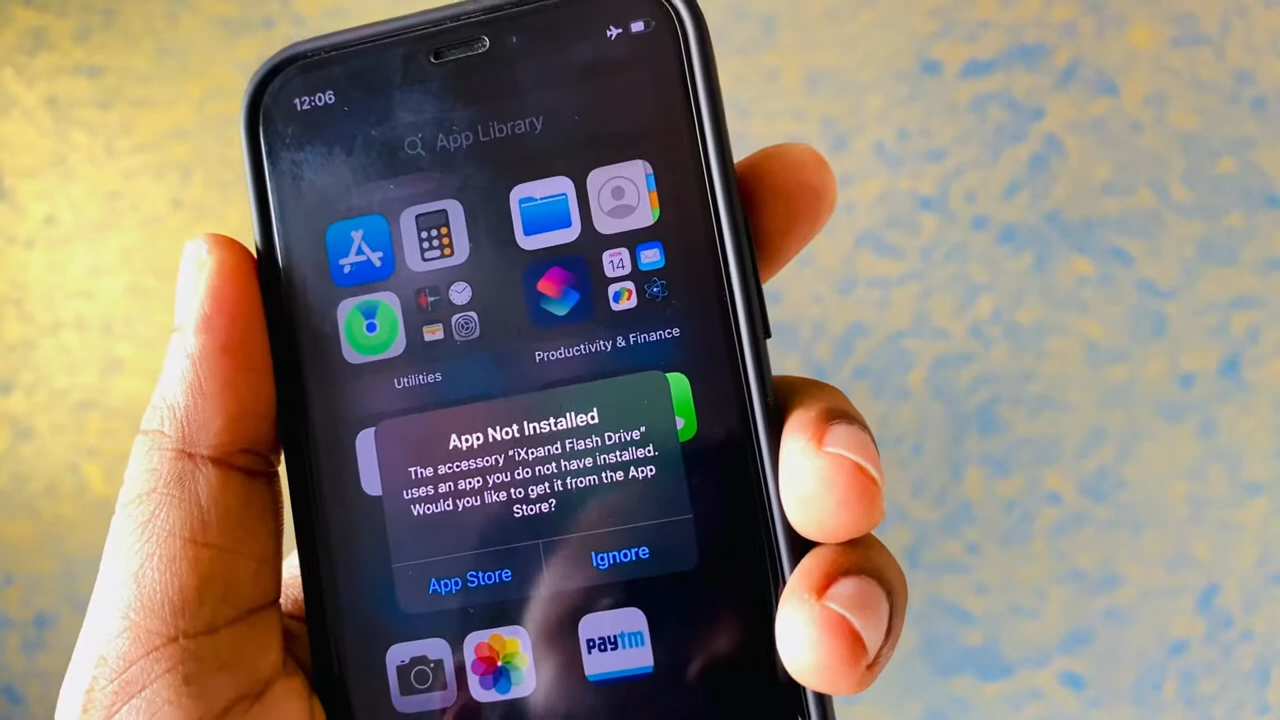 12:06
App Library
MON
14
Utilities
Productivity & Finance
App Not Installed
The accessory “iXpand Flash Drive”
uses an app you do not have installed.
Would you like to get it from the App
Store?
App Store
Ignore
paytm